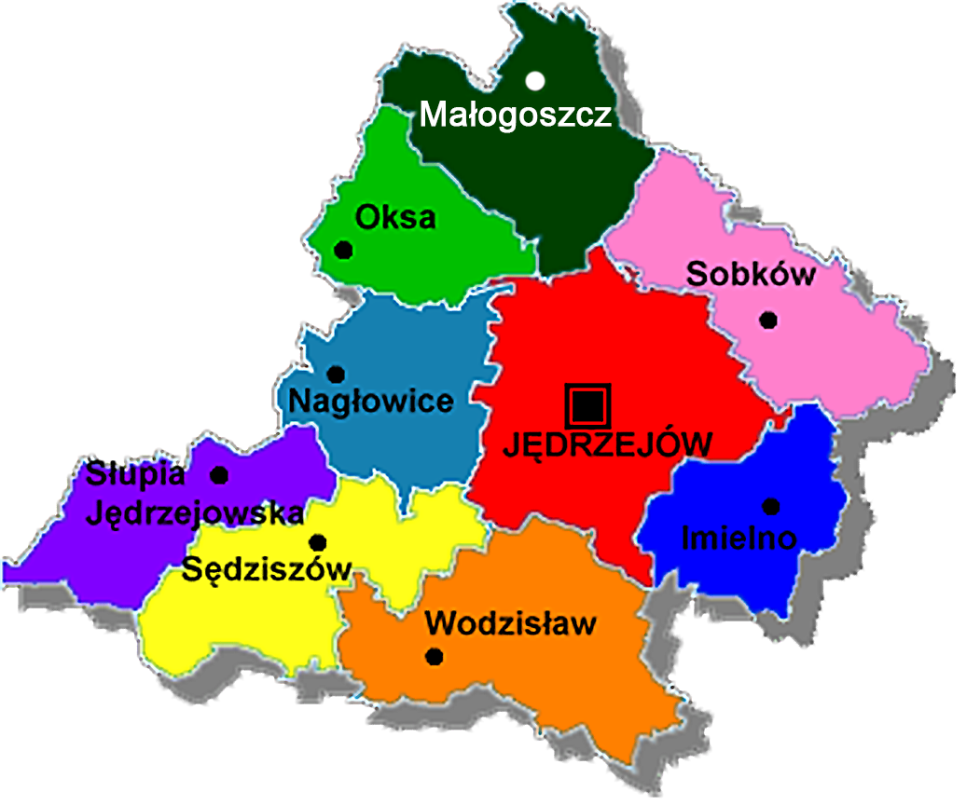 Małogoszcz
Oksa
Sobków
Nagłowice
JĘDRZEJÓW
Słupia
Jędrzejowska
Imielno
Sędziszów
Wodzisław